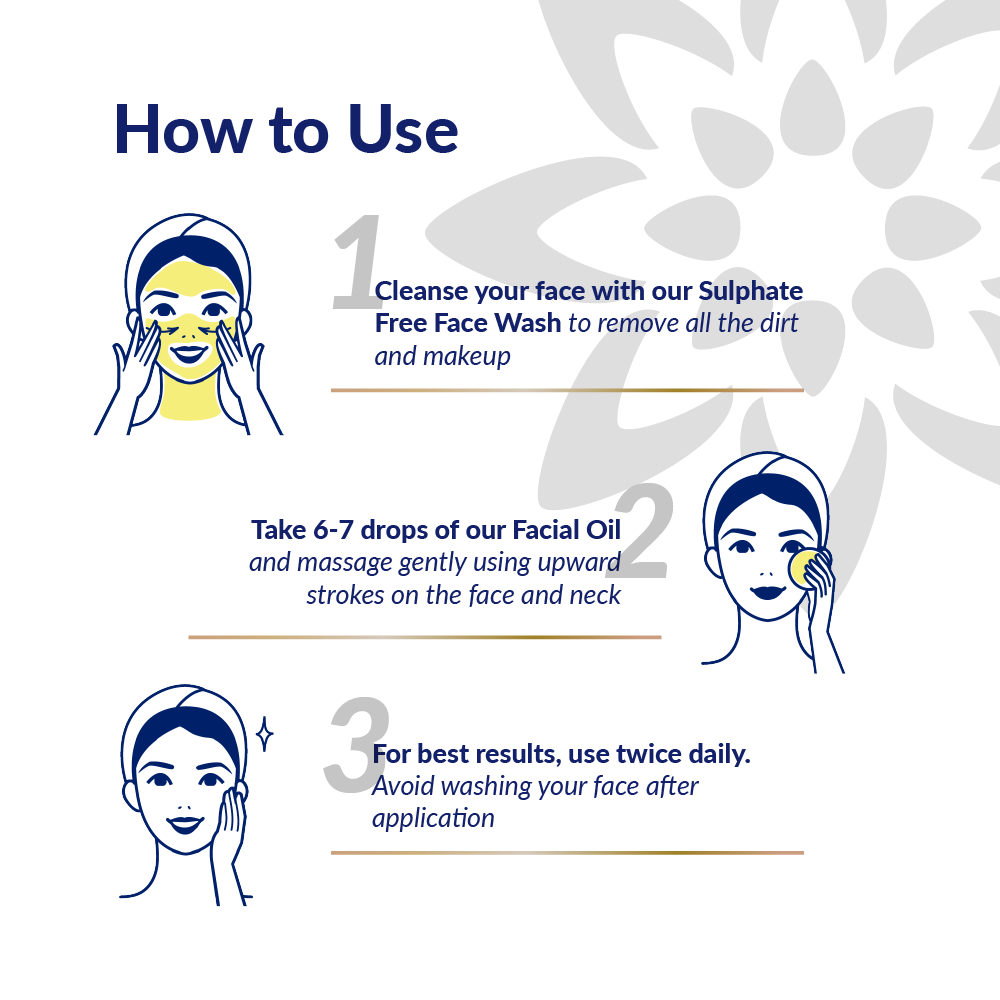 How to Use
1
Cleanse your face with our Sulphate
Free Face Wash to remove all the dirt
and makeup
2
Take 6-7 drops of our Facial Oil
and massage gently using upward
strokes on the face and neck
3
For best results, use twice daily.
Avoid washing your face after
application